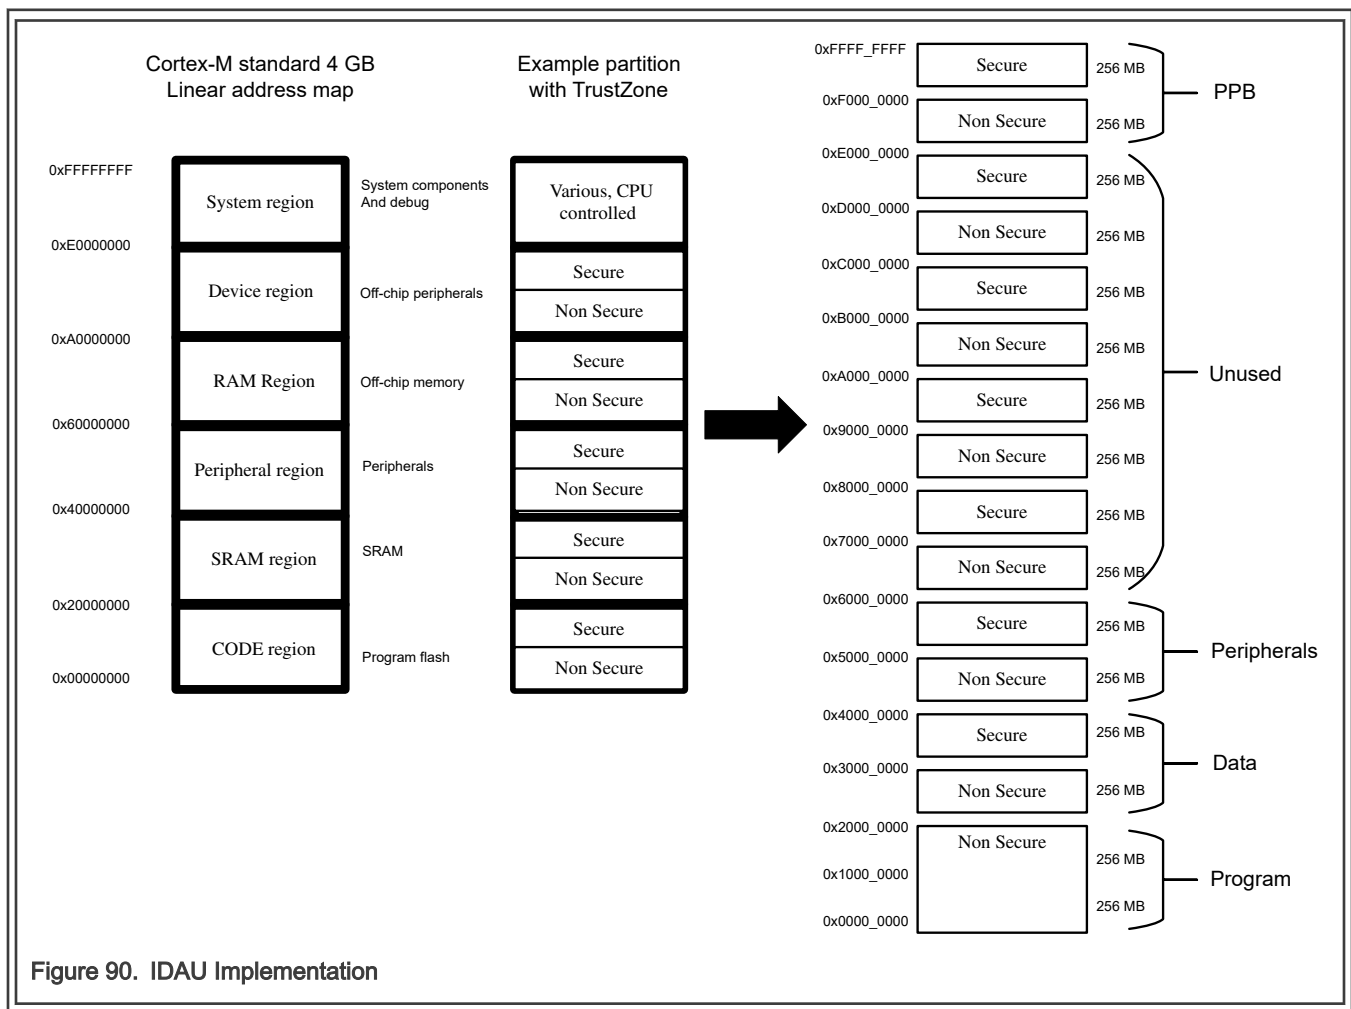 Cortex-M standard 4 GB
Linear address map
0xFFFFFFFF
System region
System components
And debug
0xE0000000
Device region
Off-chip peripherals
0xA0000000
RAM Region
Off-chip memory
0x60000000
Peripheral region
Peripherals
0x40000000
SRAM region
SRAM
0x20000000
CODE region
Program flash
0x00000000
Example partition
with TrustZone
Various, CPU
controlled
Secure
Non Secure
Secure
Non Secure
Secure
Non Secure
Secure
Non Secure
Secure
Non Secure
0xFFFF_FFFF
Secure
256 MB
0xF000_0000
Non Secure
256 MB
PPB
0xE000_0000
Secure
256 MB
0xD000_0000
Non Secure
256 MB
0xC000_0000
Secure
256 MB
0xB000_0000
Non Secure
256 MB
0xA000_0000
Secure
256 MB
0x9000_0000
Non Secure
256 MB
0x8000_0000
Secure
256 MB
0x7000_0000
Non Secure
256 MB
Unused
0x6000_0000
Secure
256 MB
0x5000_0000
Non Secure
256 MB
Peripherals
0x4000_0000
Secure
256 MB
0x3000_0000
Non Secure
256 MB
Data
0x2000_0000
Non Secure
256 MB
0x1000_0000
256 MB
0x0000_0000
Program
Figure 90. IDAU Implementation